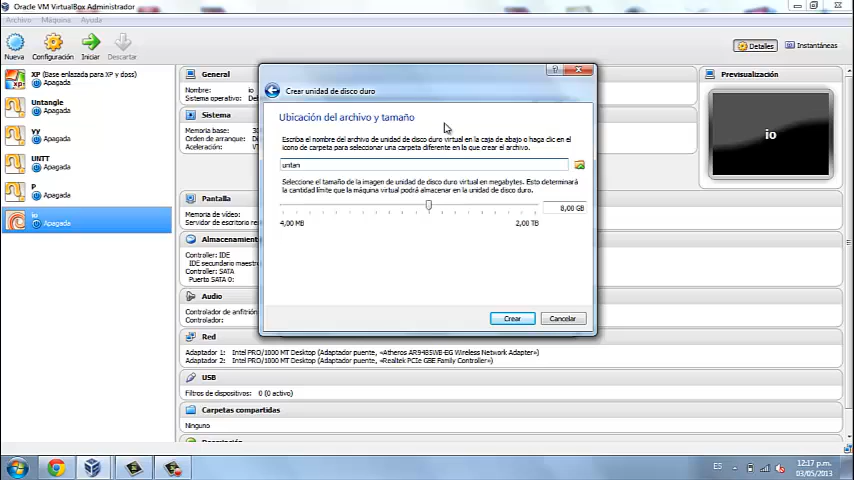 Oracle VM VirtualBox Administrador
Archivo Máquina Ayuda
Nueva Configuración Iniciar Descartar
Detalles Instantáneas
XP (Base enlazada para XP y dpss)
Apagada
Untangle
Apagada
yy
Apagada
UNTT
Apagada
P
Apagada
io
Apagada
General
Nombre: io
Sistema operativo:
Sistema
Memoria base:
Orden de arranque:
Aceleración:
Pantalla
Memoria de vídeo:
Servidor de escritorio
Almacenamient
Controller: IDE
IDE secundario
Controller: SATA
Puerto SATA 0:
Audio
Controlador de anfitrió
Controlador:
Red
Adaptador 1: Intel PRO/1000 MT Desktop (Adaptador puente, «Atheros AR9485WB-EG Wireless Network Adapter»)
Adaptador 2: Intel PRO/1000 MT Desktop (Adaptador puente, «Realtek PCIe GBE Family Controller»)
USB
Filtros de dispositivos: 0 (0 activo)
Carpetas compartidas
Ninguno
Previsualización
io
Crear unidad de disco duro
Ubicación del archivo y tamaño
Escriba el nombre del archivo de unidad de disco duro virtual en la caja de abajo o haga clic en el
icono de carpeta para seleccionar una carpeta diferente en la que crear el archivo.
untan
Seleccione el tamaño de la imagen de unidad de disco duro virtual en megabytes. Esto determinará
la cantidad límite que la máquina virtual podrá almacenar en la unidad de disco duro.
8,00 GB
4,00 MB 2,00 TB
Crear Cancelar
ES
12:17 p.m.
03/05/2013